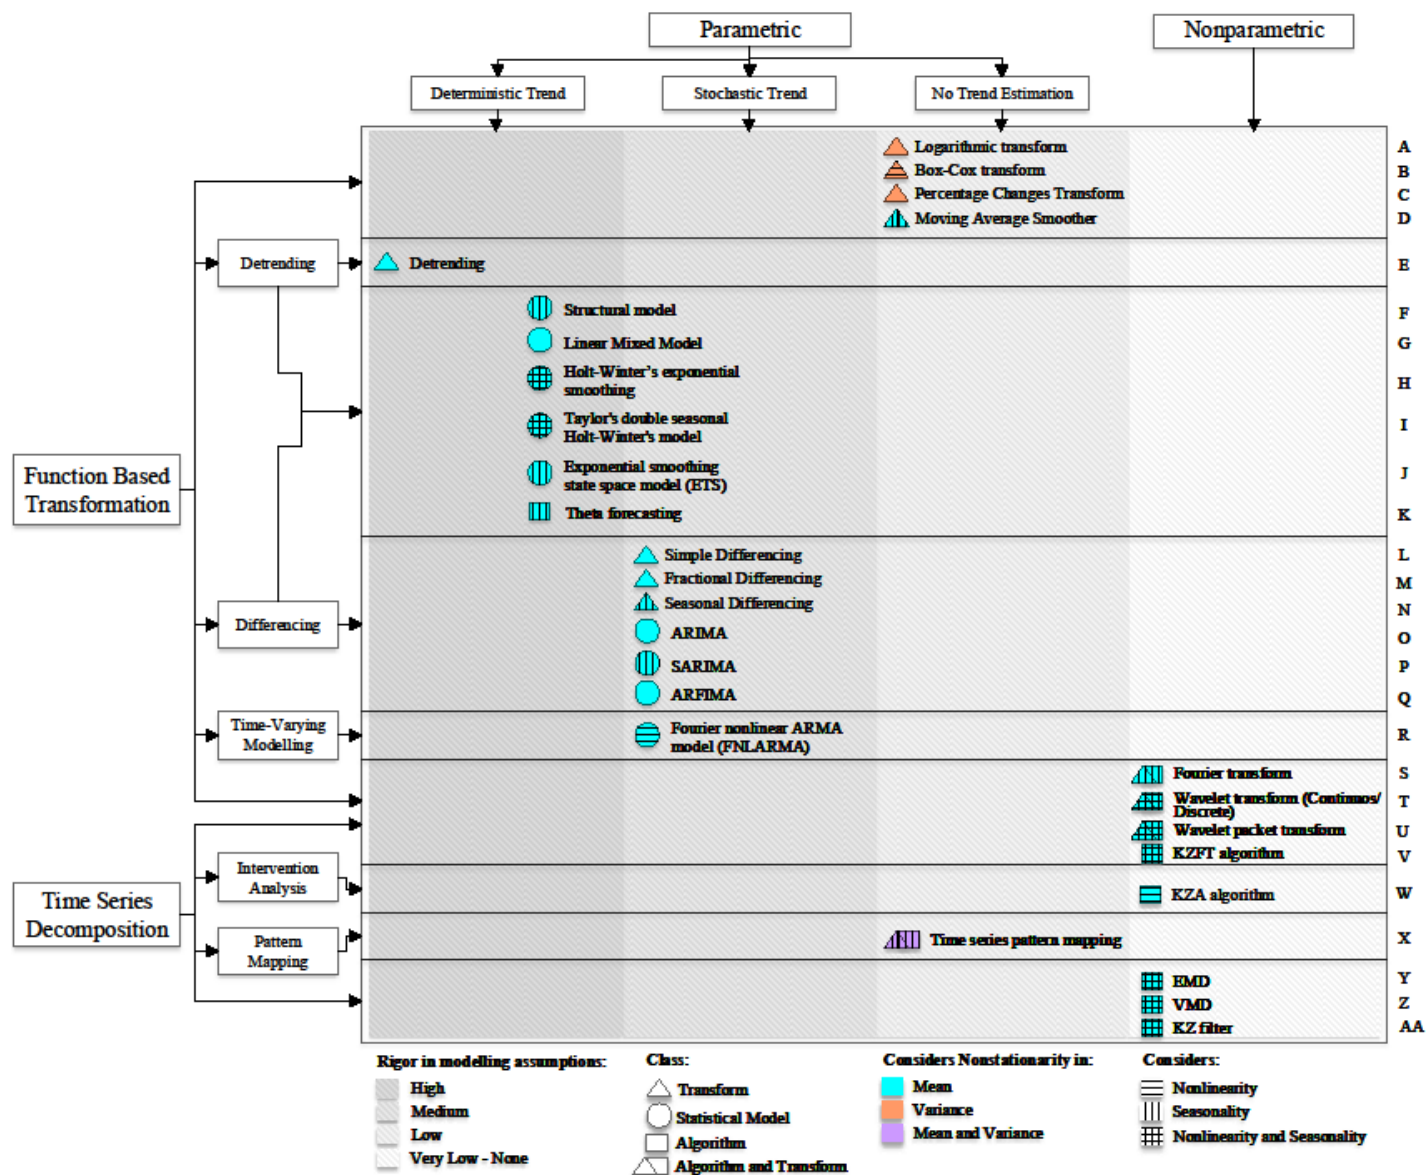 Parametric
Nonparametric
Deterministic Trend
Stochastic Trend
No Trend Estimation
Logarithmic transform
A
Box-Cox transform
B
Percentage Changes Transform
C
Moving Average Smoother
D
Detrending
Detrending
E
Structural model
F
Linear Mixed Model
G
Holt-Winter's exponential
smoothing
H
Taylor's double seasonal
Holt-Winter's model
I
Function Based
Transformation
Exponential smoothing
state space model (ETS)
J
Theta forecasting
K
Simple Differencing
L
Fractional Differencing
M
Seasonal Differencing
N
Differencing
ARIMA
O
SARIMA
P
ARFIMA
Q
Time-Varying
Modelling
Fourier nonlinear ARMA
model (FNLARMA)
R
Fourier transform
S
Wavelet transform (Continuos/
Discrete)
T
Wavelet packet transform
U
KZFT algorithm
V
Intervention
Analysis
KZA algorithm
W
Time Series
Decomposition
Pattern
Mapping
Time series pattern mapping
X
EMD
Y
VMD
Z
KZ filter
AA
Rigor in modelling assumptions:
High
Medium
Low
Very Low - None
Class:
Transform
Statistical Model
Algorithm
Algorithm and Transform
Considers Nonstationarity in:
Mean
Variance
Mean and Variance
Considers:
Nonlinearity
Seasonality
Nonlinearity and Seasonality